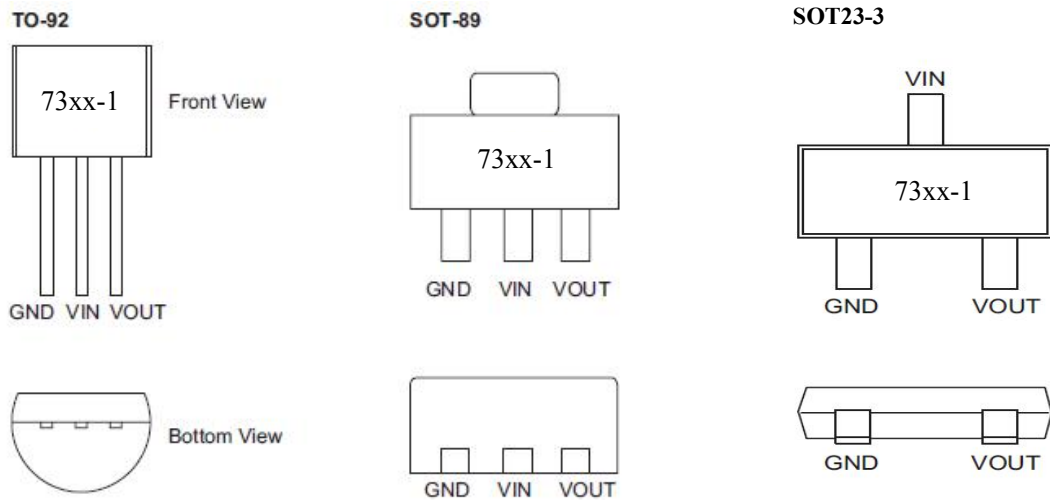 TO-92
SOT-89
SOT23-3
73xx-1
Front View
73xx-1
VIN
73xx-1
GND VIN VOUT
GND VIN VOUT
GND VOUT
Bottom View
GND VIN VOUT
GND VOUT